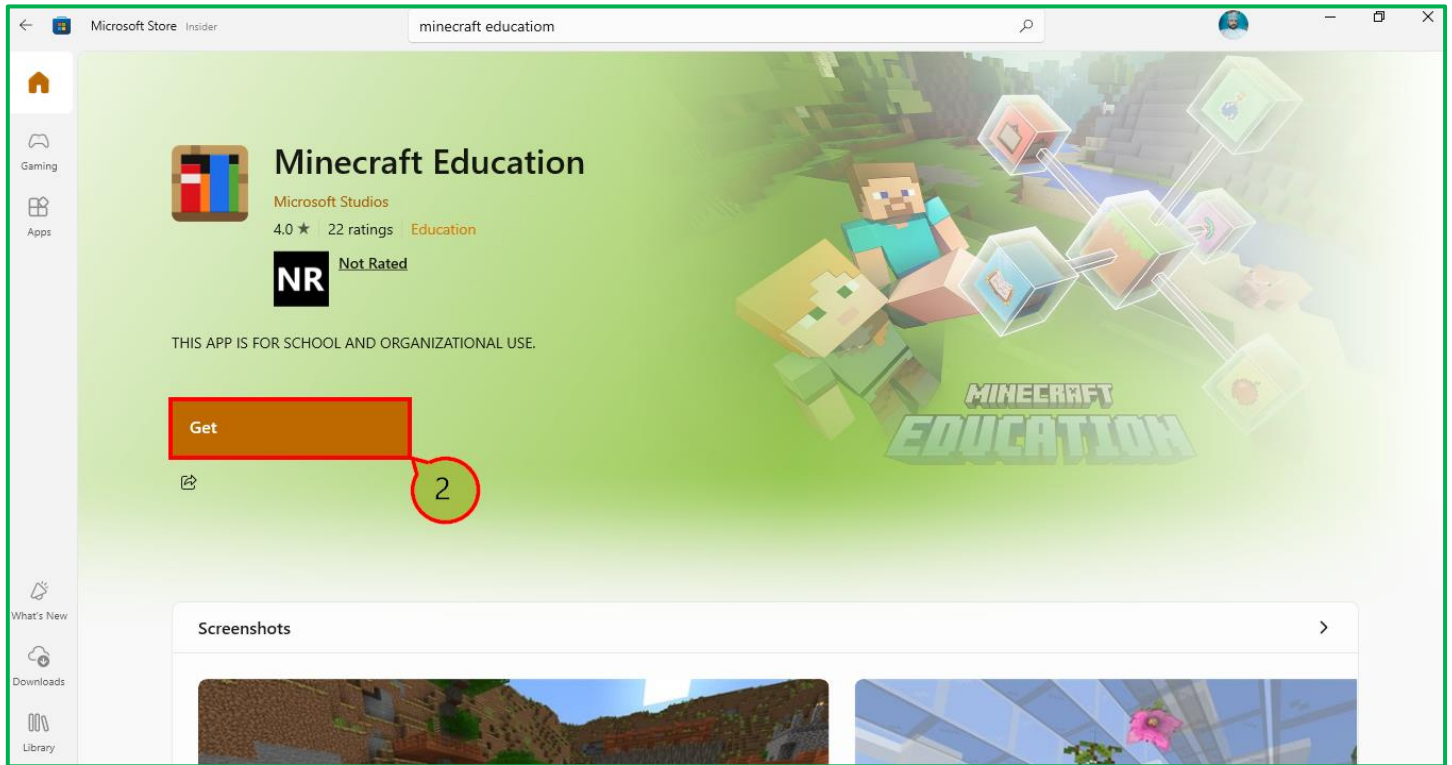 Microsoft Store Insider
minecraft educatiom
Gaming
Apps
Minecraft Education
Microsoft Studios
4.0 ★ 22 ratings Education
NR Not Rated
THIS APP IS FOR SCHOOL AND ORGANIZATIONAL USE.
Get
2
MINECRAFT
EDUCATION
What's New
Downloads
Library
Screenshots